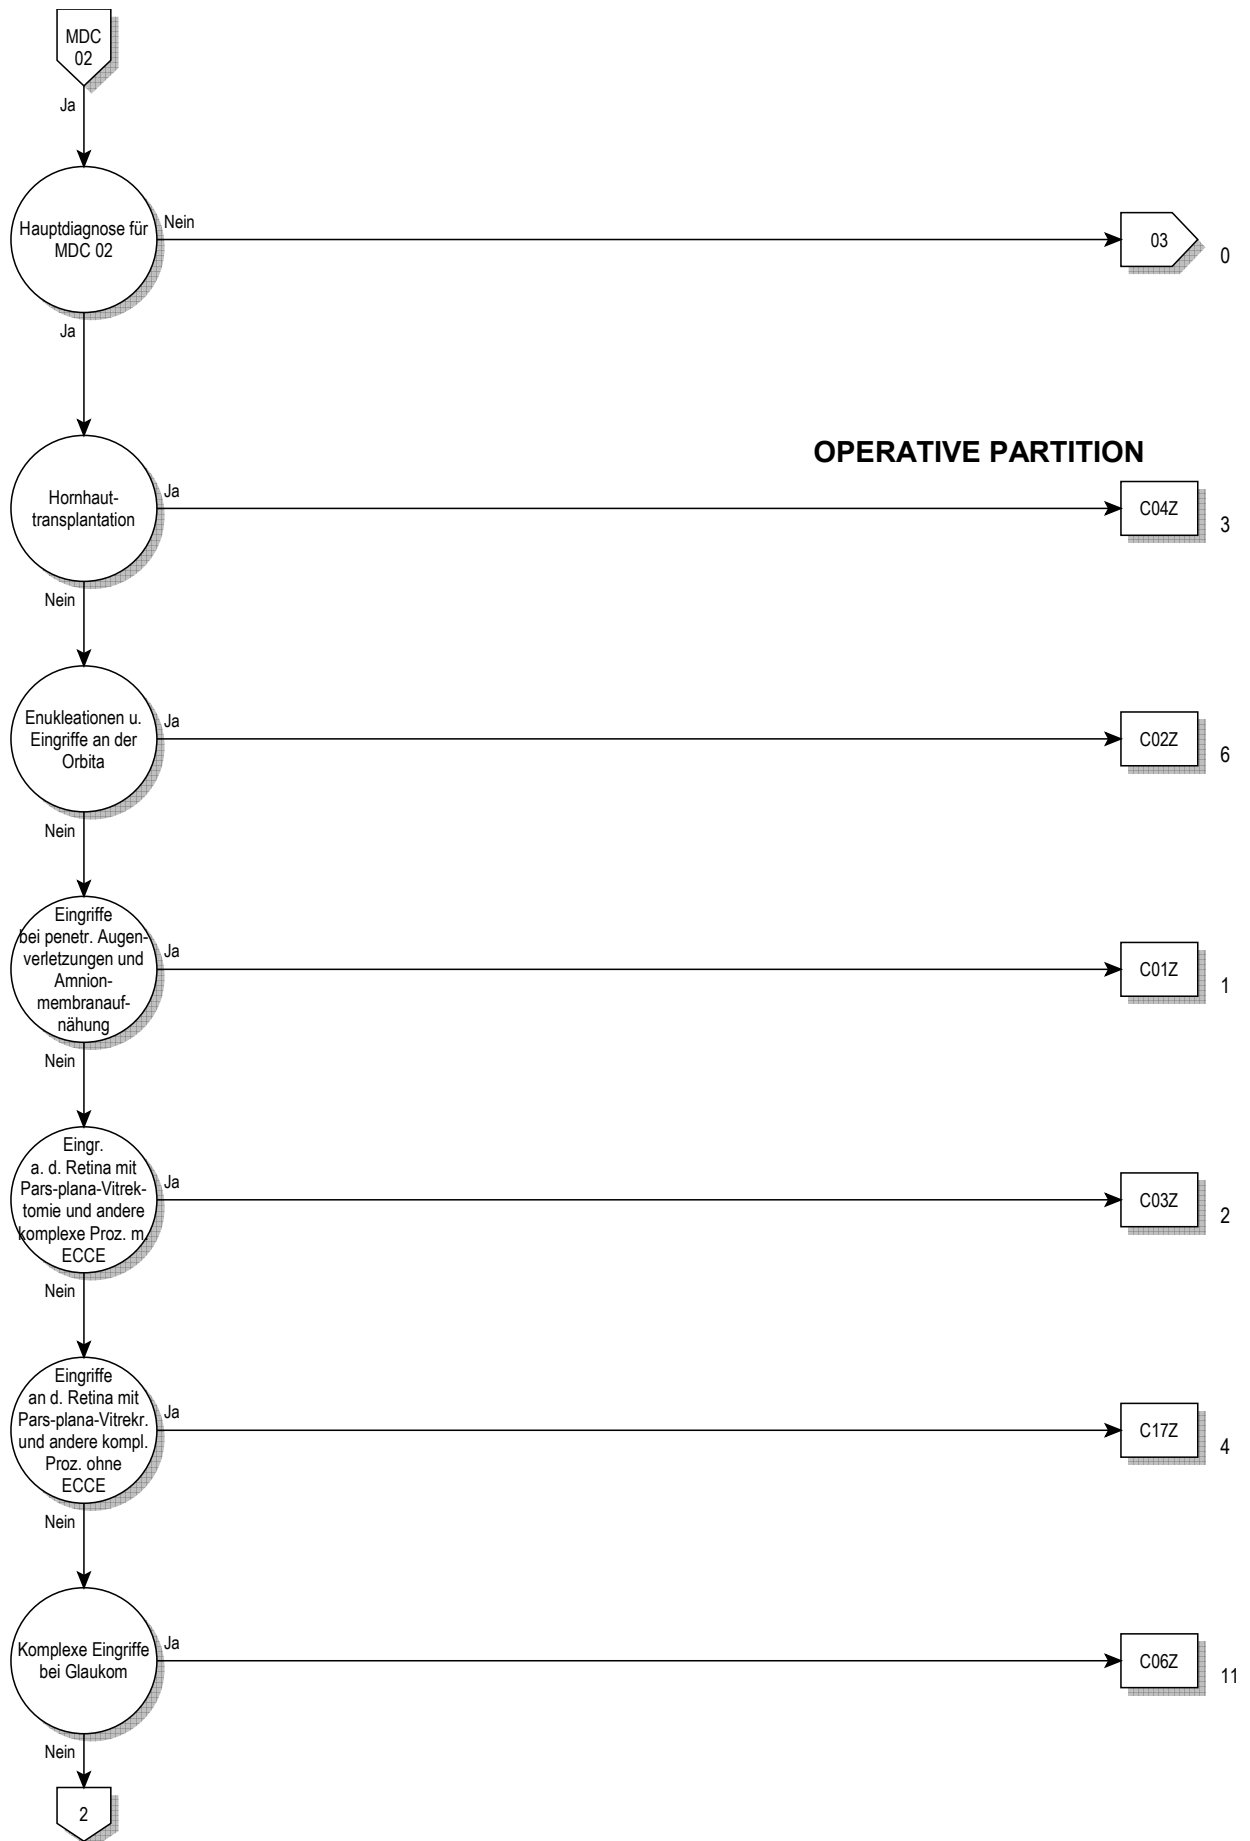 MDC
02
Ja
Hauptdiagnose für
MDC 02
Nein
03
0
Ja
OPERATIVE PARTITION
Hornhaut-
transplantation
Ja
C04Z
3
Nein
Enukleationen u.
Eingriffe an der
Orbita
Ja
C02Z
6
Nein
Eingriffe
bei penetr. Augen-
verletzungen und
Amnion-
membranauf-
nähung
Ja
C01Z
1
Nein
Eingr.
a. d. Retina mit
Pars-plana-Vitrek-
tomie und andere
komplexe Proz. m.
ECCE
Ja
C03Z
2
Nein
Eingriffe
an d. Retina mit
Pars-plana-Vitrekr.
und andere kompl.
Proz. ohne
ECCE
Ja
C17Z
4
Nein
Komplexe Eingriffe
bei Glaukom
Ja
C06Z
11
Nein
2